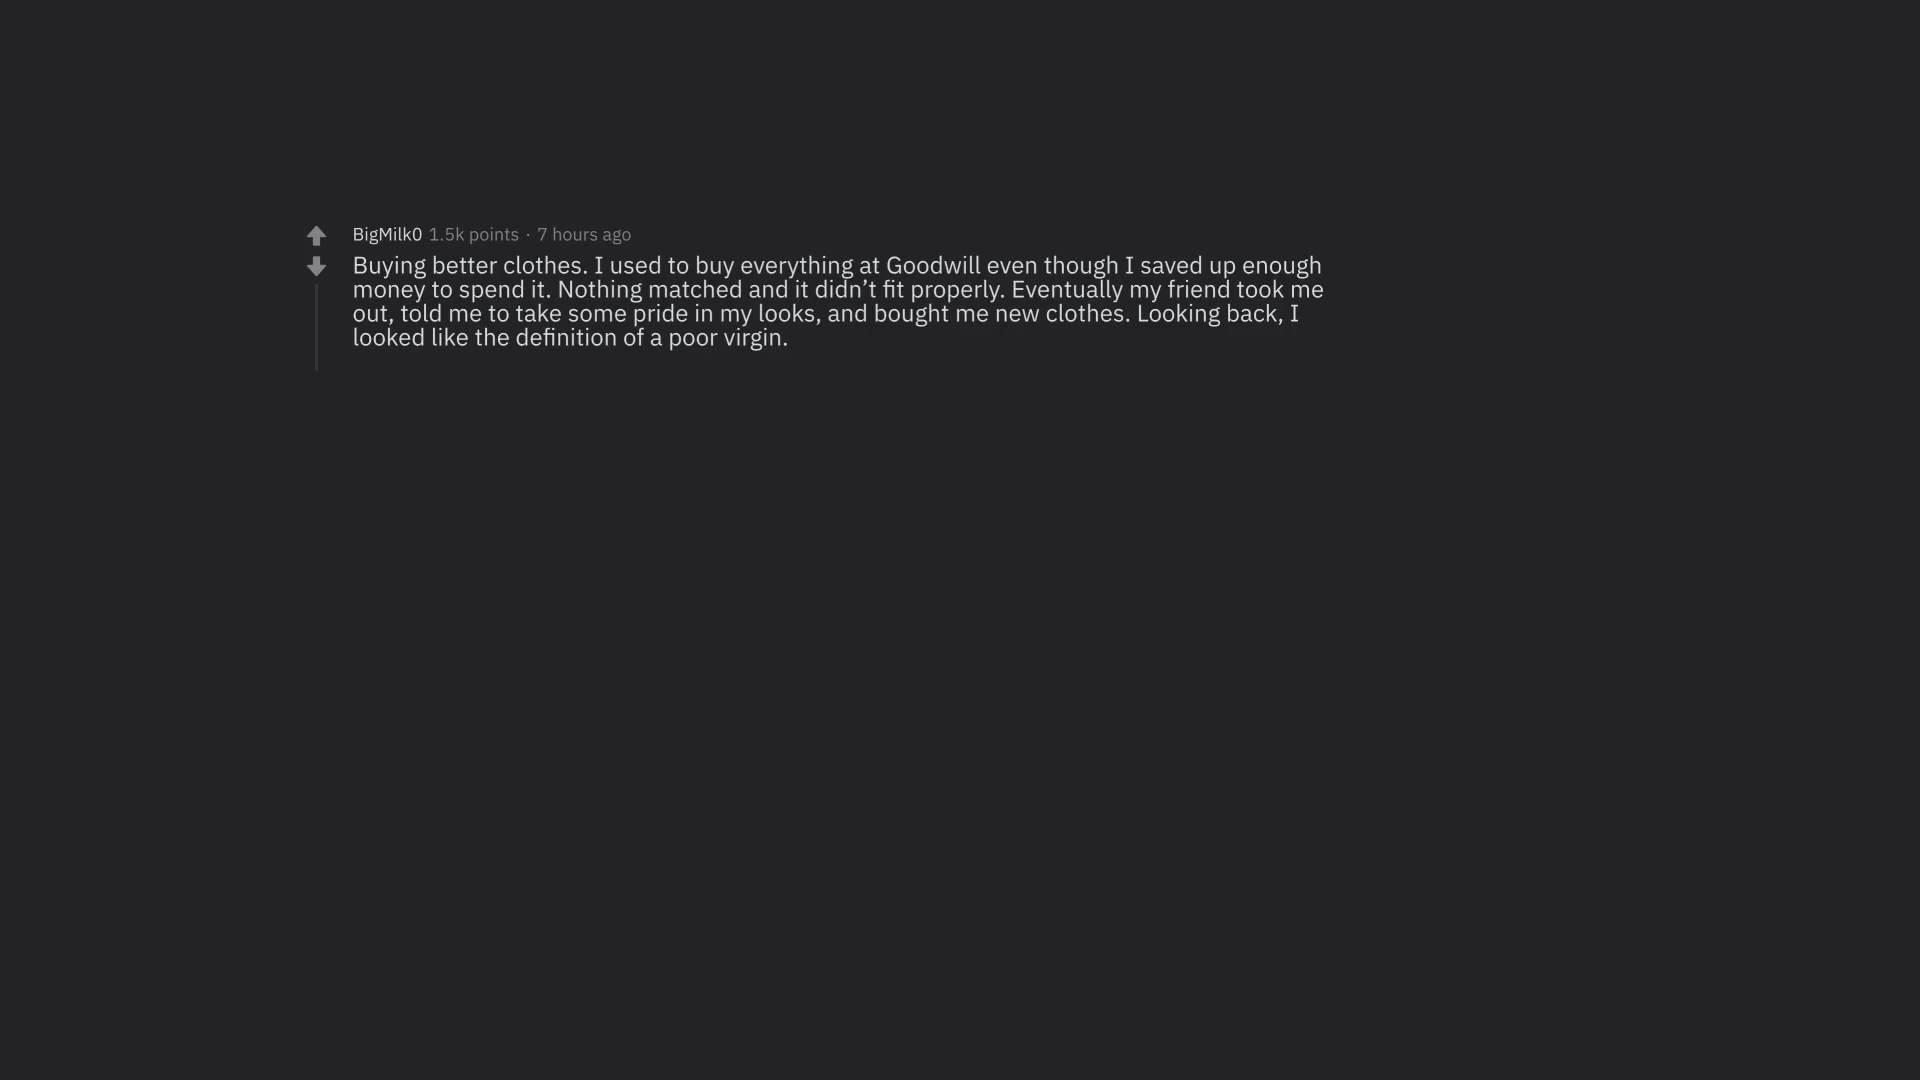 BigMilk0 1.5k points · 7 hours ago
Buying better clothes. I used to buy everything at Goodwill even though I saved up enough
money to spend it. Nothing matched and it didn’t fit properly. Eventually my friend took me
out, told me to take some pride in my looks, and bought me new clothes. Looking back, I
looked like the definition of a poor virgin.